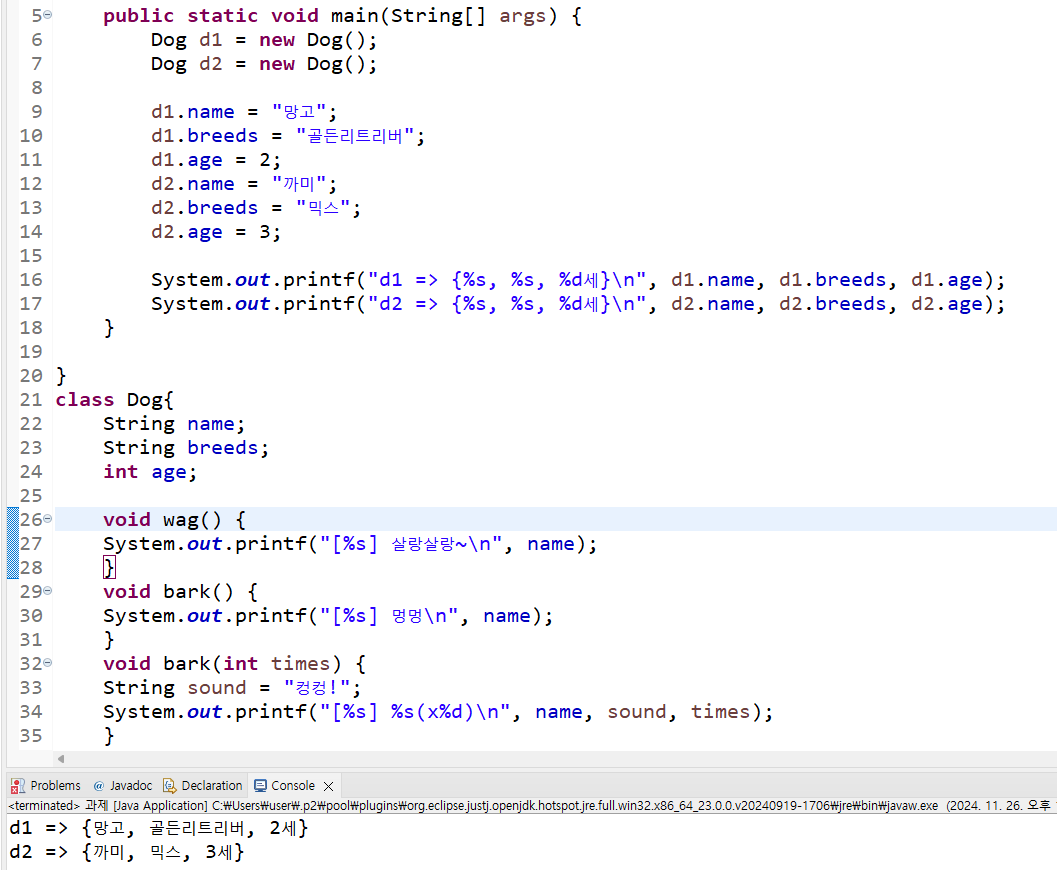 5 public static void main(String[] args) {
6 Dog d1 = new Dog();
7 Dog d2 = new Dog();
8
9 d1.name = "망고";
10 d1.breeds = "골든리트리버";
11 d1.age = 2;
12 d2.name = "까미";
13 d2.breeds = "믹스";
14 d2.age = 3;
15
16 System.out.printf("d1 => {%s, %s, %d세}\n", d1.name, d1.breeds, d1.age);
17 System.out.printf("d2 => {%s, %s, %d세}\n", d2.name, d2.breeds, d2.age);
18 }
19
20 }
21 class Dog{
22 String name;
23 String breeds;
24 int age;
25
26 void wag() {
27 System.out.printf("[%s] 살랑살랑~\n", name);
28 }
29 void bark() {
30 System.out.printf("[%s] 멍멍\n", name);
31 }
32 void bark(int times) {
33 String sound = "컹컹!";
34 System.out.printf("[%s] %s(x%d)\n", name, sound, times);
35 }
Problems @ Javadoc Declaration Console
<terminated> 과제 [Java Application] C:₩Users₩user₩.p2₩pool₩plugins₩org.eclipse.justj.openjdk.hotspot.jre.full.win32.x86_64_23.0.0.v20240919-1706₩jre₩bin₩javaw.exe (2024. 11. 26. 오후
d1 => {망고, 골든리트리버, 2세}
d2 => {까미, 믹스, 3세}